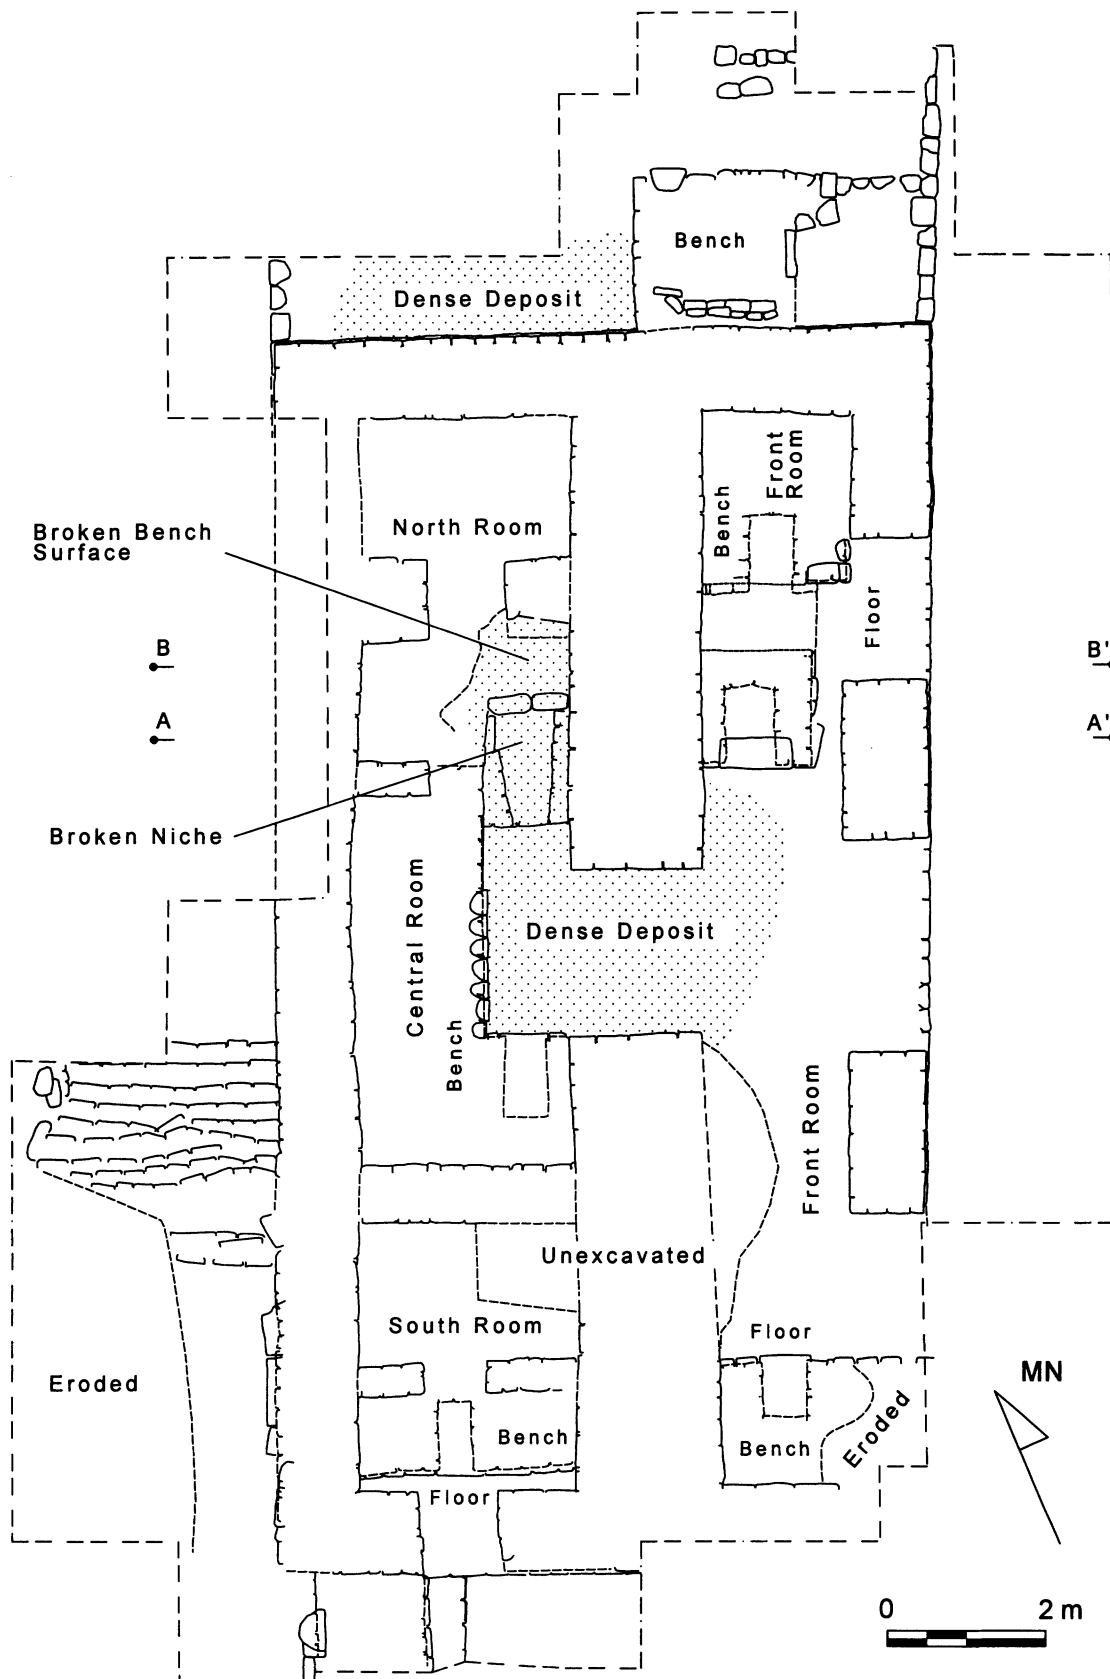 Bench
Dense Deposit
Front
Room
Bench
North Room
Broken Bench
Surface
Floor
B
B'
A
A'
Broken Niche
Central Room
Dense Deposit
Bench
Front Room
Unexcavated
South Room
Floor
Eroded
MN
Bench
Bench
Eroded
Floor
0 2 m